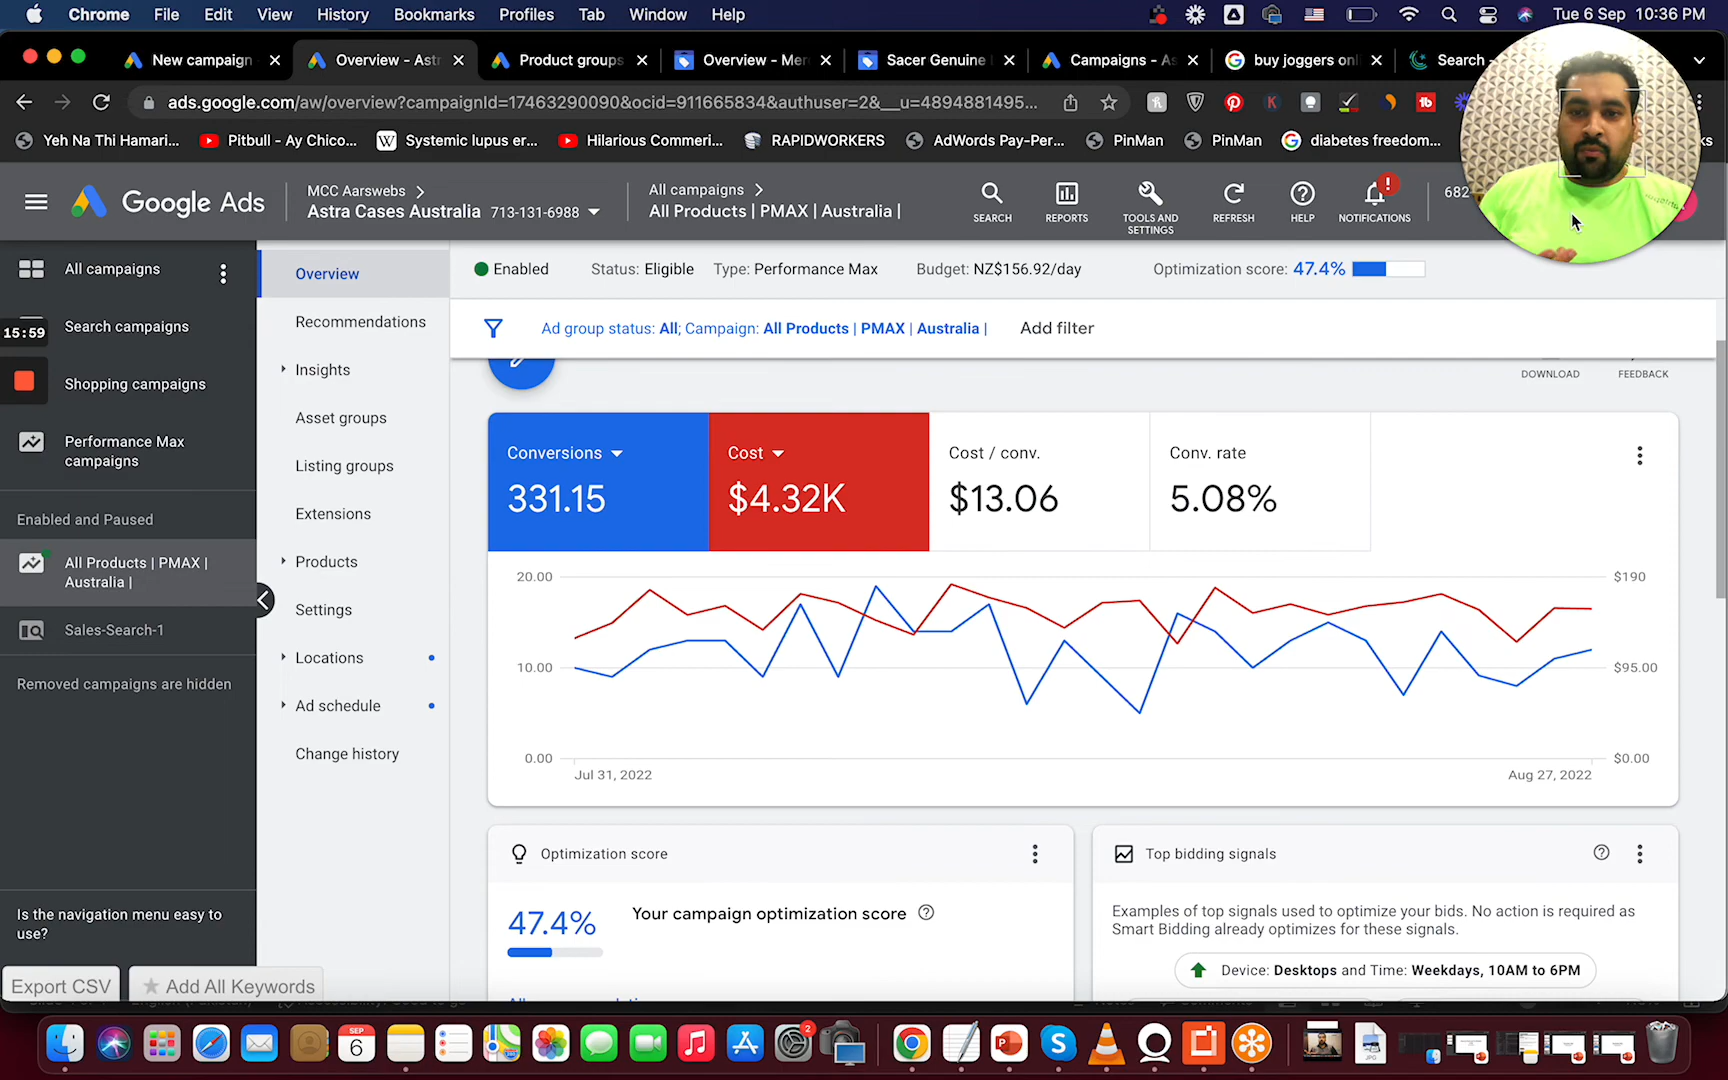 Chrome File Edit View History Bookmarks Profiles Tab Window Help Tue 6 Sep 10:36 PM
New campaign Overview - Astr Product groups Overview - Mer Sacer Genuine Campaigns - As buy joggers onl Search -
ads.google.com/aw/overview?campaignId=17463290090&ocid=911665834&authuser=2&__u=4894881495...
Yeh Na Thi Hamari... Pitbull - Ay Chico... Systemic lupus er... Hilarious Commeri... RAPIDWORKERS AdWords Pay-Per... PinMan PinMan diabetes freedom...
Google Ads
MCC Aarswebs
Astra Cases Australia 713-131-6988
All campaigns
All Products | PMAX | Australia |
SEARCH
REPORTS
TOOLS AND SETTINGS
REFRESH
HELP
NOTIFICATIONS
682
All campaigns
Search campaigns
15:59
Shopping campaigns
Performance Max
campaigns
Enabled and Paused
All Products | PMAX |
Australia |
Sales-Search-1
Removed campaigns are hidden
Is the navigation menu easy to
use?
Export CSV
Add All Keywords
Overview
Recommendations
Insights
Asset groups
Listing groups
Extensions
Products
Settings
Locations
Ad schedule
Change history
Enabled Status: Eligible Type: Performance Max Budget: NZ$156.92/day Optimization score: 47.4%
Ad group status: All; Campaign: All Products | PMAX | Australia | Add filter
DOWNLOAD FEEDBACK
Conversions
331.15
Cost
$4.32K
Cost / conv.
$13.06
Conv. rate
5.08%
20.00
10.00
0.00
$190
$95.00
$0.00
Jul 31, 2022
Aug 27, 2022
Optimization score
47.4%
Your campaign optimization score
Top bidding signals
Examples of top signals used to optimize your bids. No action is required as
Smart Bidding already optimizes for these signals.
Device: Desktops and Time: Weekdays, 10AM to 6PM
SEP
6
2
JPG